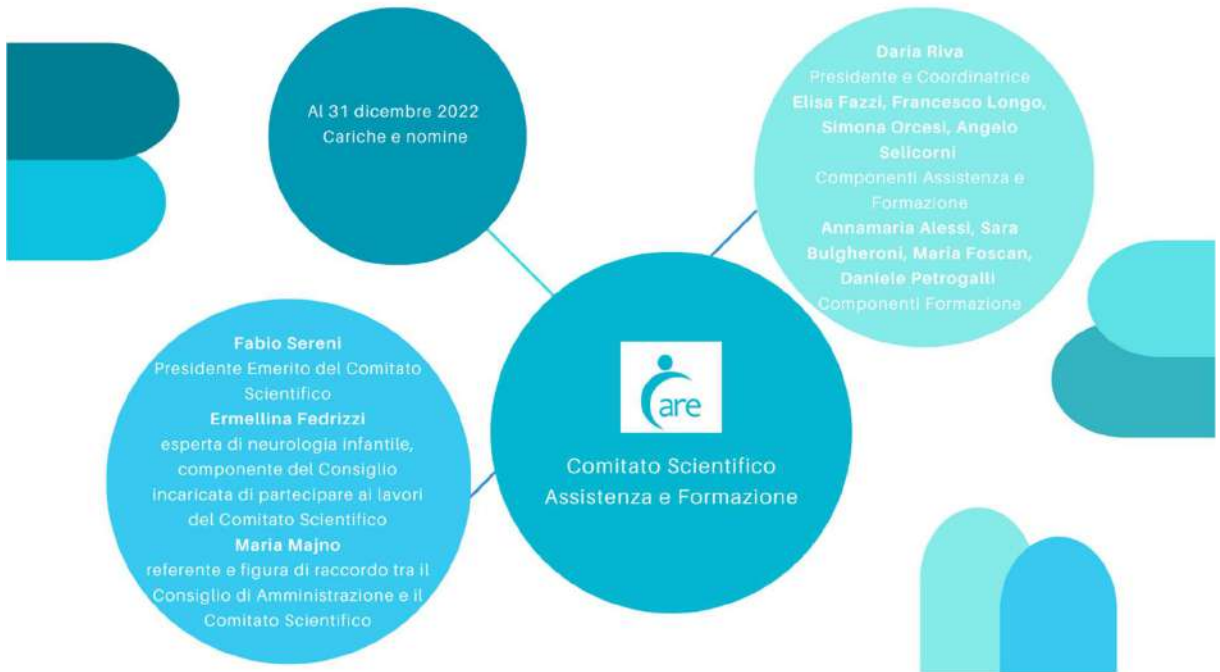 Al 31 dicembre 2022
Cariche e nomine
Daria Riva
Presidente e Coordinatrice
Elisa Fazzi, Francesco Longo,
Simona Orcesi, Angelo
Selicorni
Componenti Assistenza e
Formazione
Annamaria Alessi, Sara
Bulgheroni, Maria Foscan,
Daniele Petrogalli
Componenti Formazione
Fabio Sereni
Presidente Emerito del Comitato
Scientifico
Ermellina Fedrizzi
esperta di neurologia infantile,
componente del Consiglio
incaricata di partecipare ai lavori
del Comitato Scientifico
Maria Majno
referente e figura di raccordo tra il
Consiglio di Amministrazione e il
Comitato Scientifico
Care
Comitato Scientifico
Assistenza e Formazione